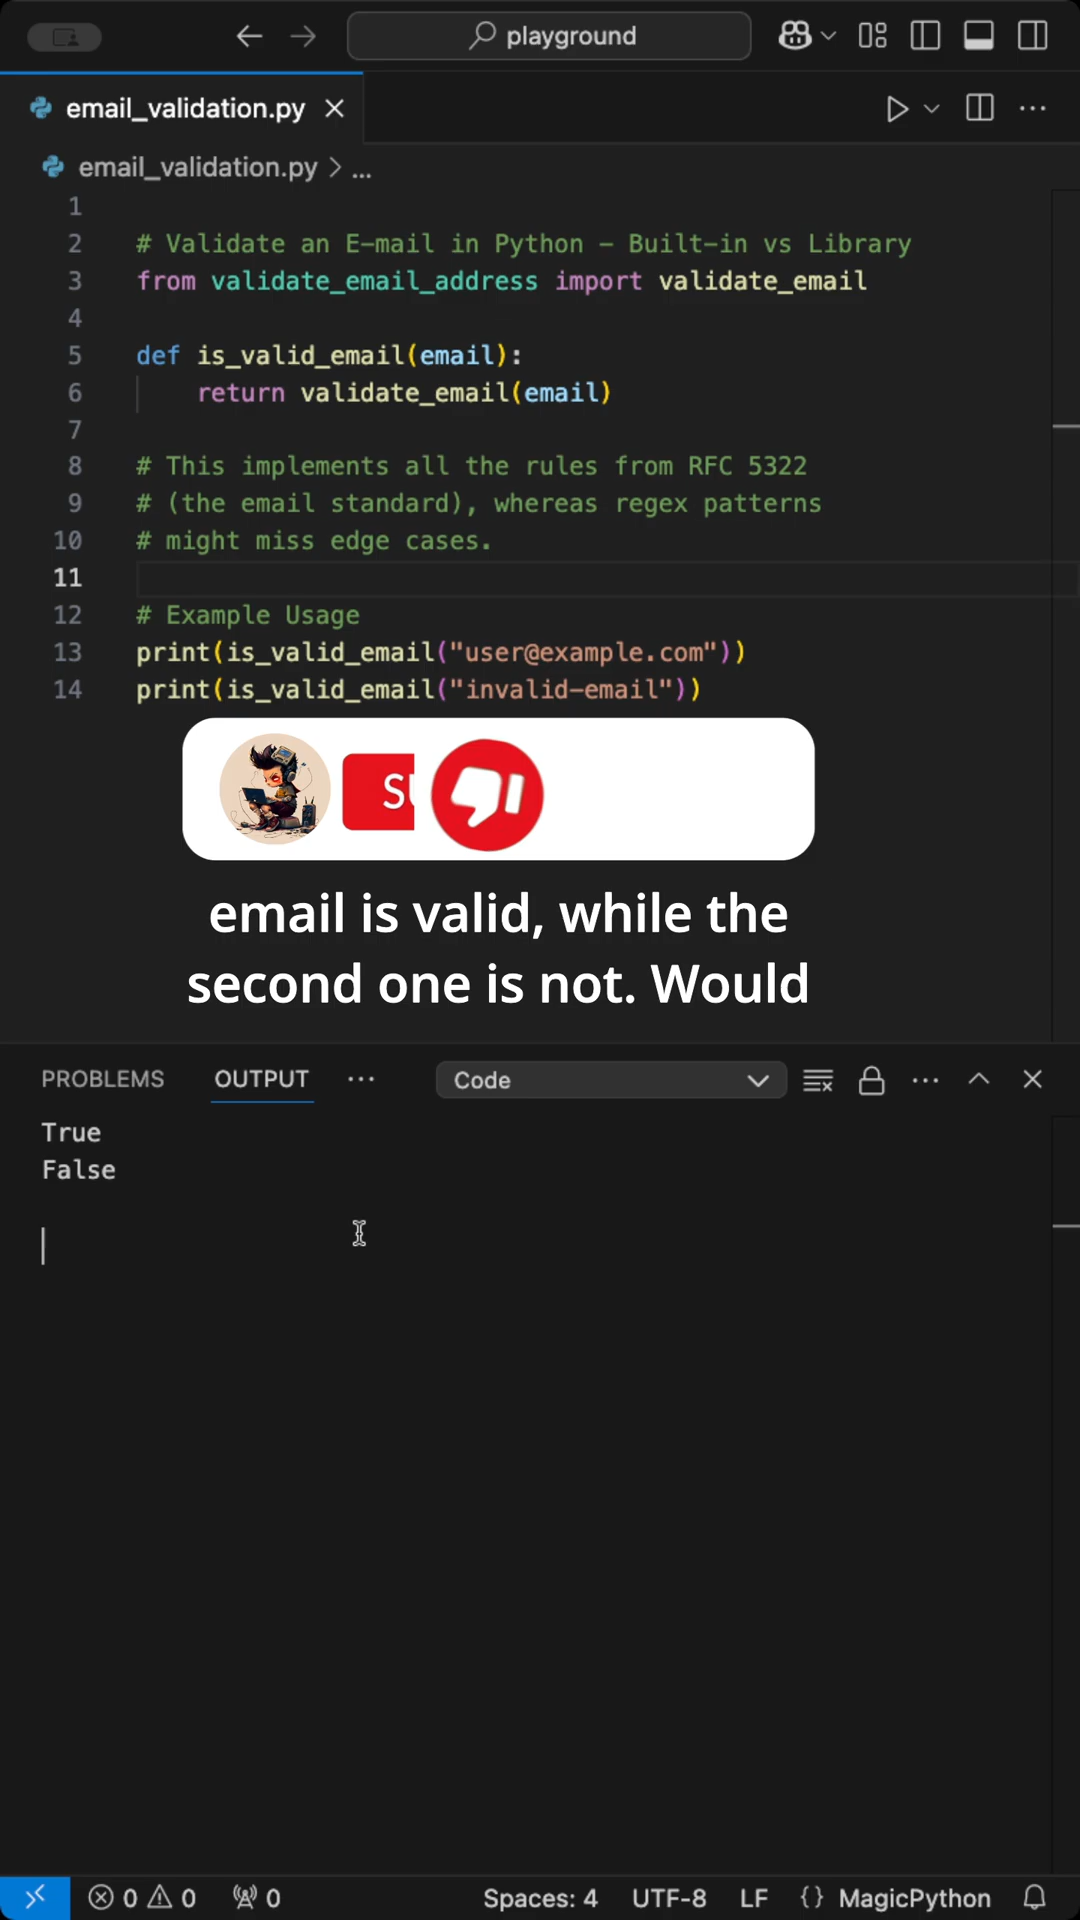 playground
email_validation.py
email_validation.py > ...
1
2 # Validate an E-mail in Python - Built-in vs Library
3 from validate_email_address import validate_email
4
5 def is_valid_email(email):
6 return validate_email(email)
7
8 # This implements all the rules from RFC 5322
9 # (the email standard), whereas regex patterns
10 # might miss edge cases.
11
12 # Example Usage
13 print(is_valid_email("user@example.com"))
14 print(is_valid_email("invalid-email"))
SU
email is valid, while the
second one is not. Would
PROBLEMS OUTPUT ... Code
True
False
0 0 0 Spaces: 4 UTF-8 LF {} MagicPython